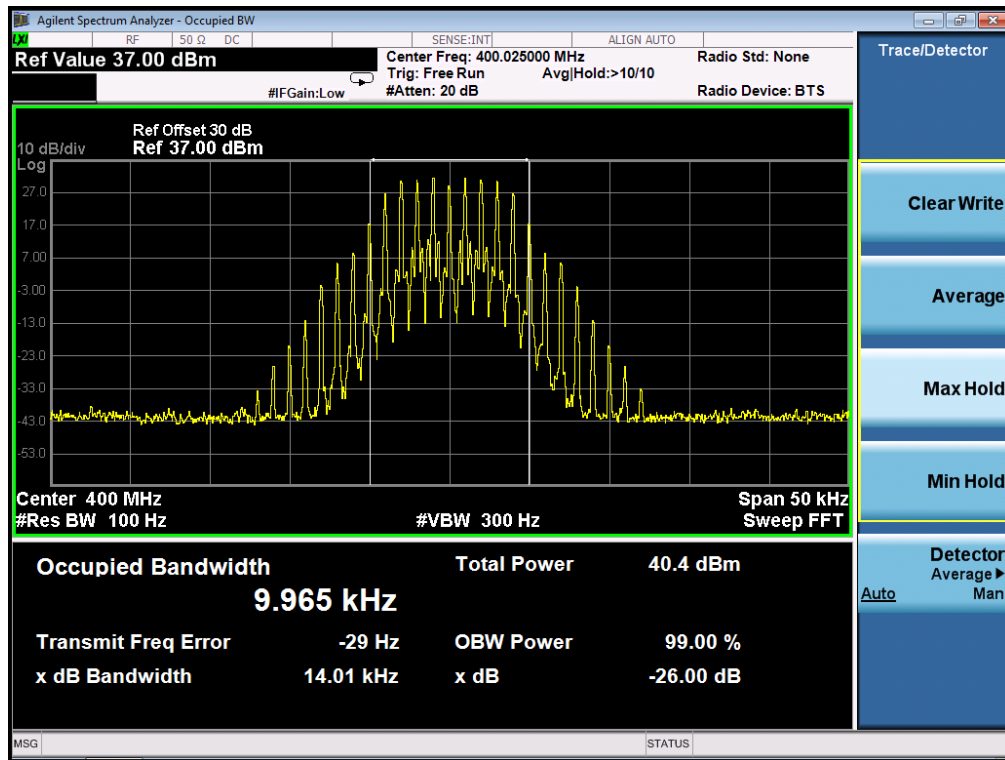 Agilent Spectrum Analyzer - Occupied BW
LXI
RF
50 Ω
DC
SENSE:INT
ALIGN AUTO
Ref Value 37.00 dBm
Center Freq: 400.025000 MHz
Radio Std: None
Trig: Free Run
Avg|Hold:>10/10
#IFGain:Low
#Atten: 20 dB
Radio Device: BTS
Ref Offset 30 dB
10 dB/div
Ref 37.00 dBm
Log
27.0
17.0
7.00
-3.00
-13.0
-23.0
-33.0
-43.0
-53.0
Center 400 MHz
Span 50 kHz
#Res BW 100 Hz
#VBW 300 Hz
Sweep FFT
Occupied Bandwidth
Total Power
40.4 dBm
9.965 kHz
Transmit Freq Error
-29 Hz
OBW Power
99.00 %
x dB Bandwidth
14.01 kHz
x dB
-26.00 dB
MSG
STATUS
Trace/Detector
Clear Write
Average
Max Hold
Min Hold
Detector
Average
Auto
Man